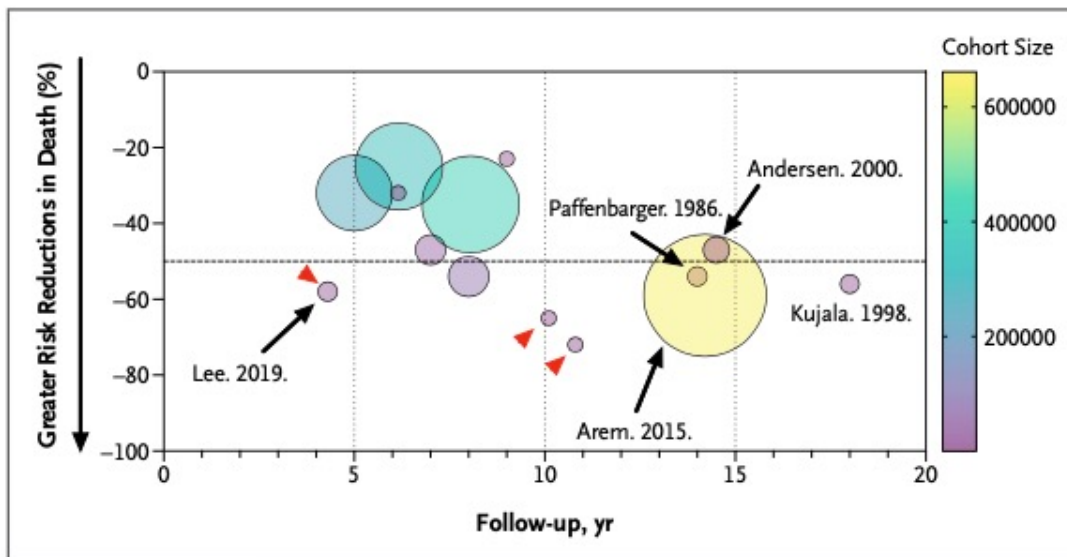 Cohort Size
Greater Risk Reductions in Death (%)
0
−20
−40
−60
−80
−100
600000
400000
200000
Andersen. 2000.
Paffenbarger. 1986.
Kujala. 1998.
Lee. 2019.
Arem. 2015.
0
5
10
15
20
Follow-up, yr